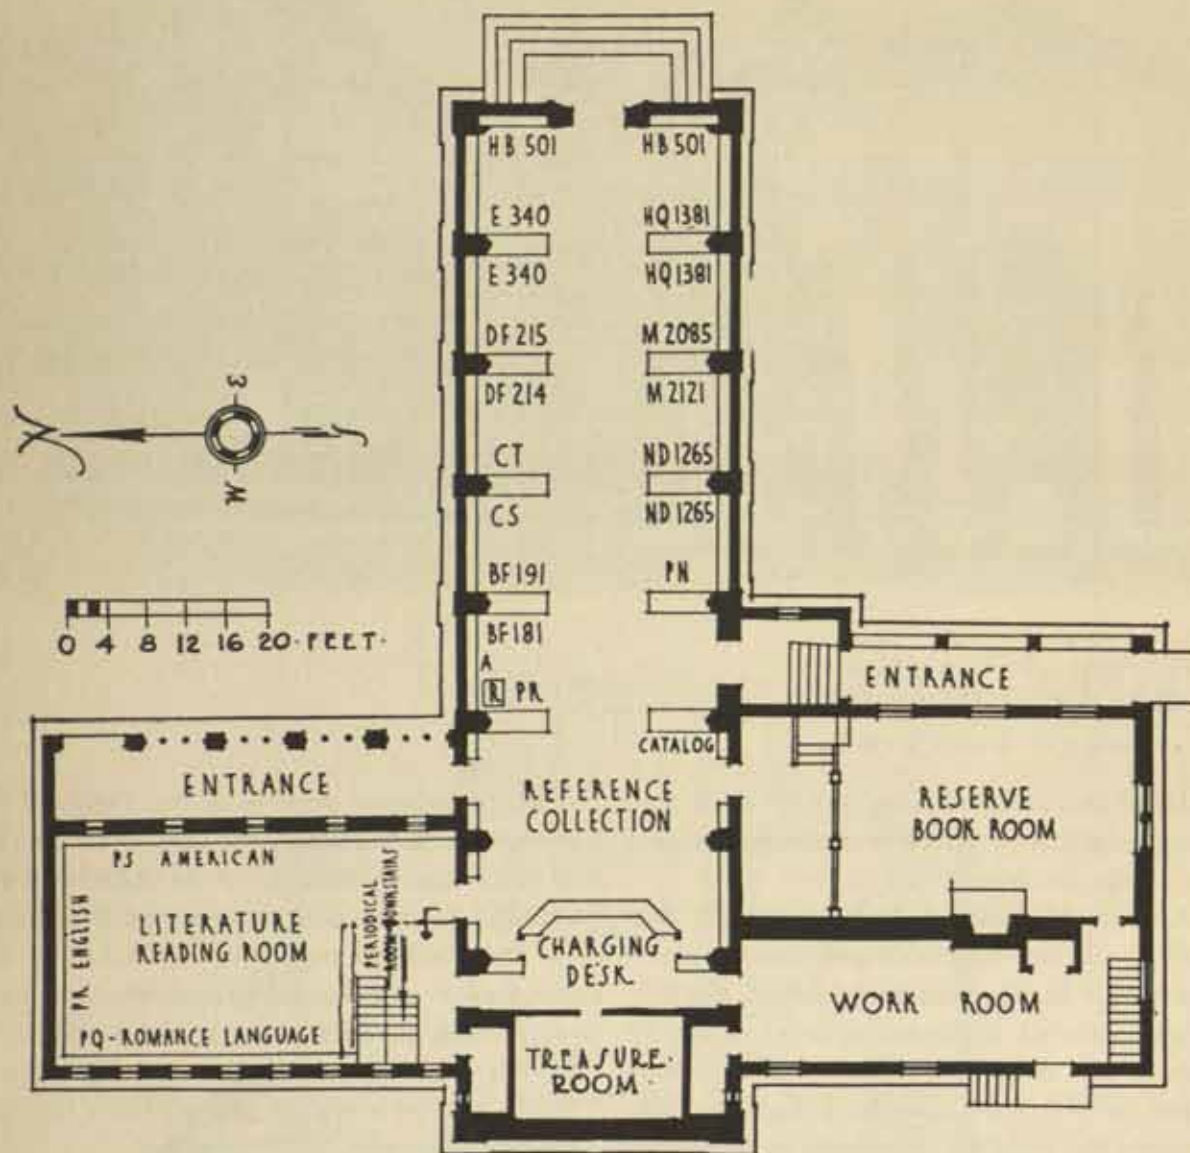 HB 501
HB 501
E 340
HQ 1381
E 340
HQ 1381
DF 215
M 2085
DF 214
M 2121
E
N
S
W
CT
ND 1265
CS
ND 1265
BF 191
PN
0 4 8 12 16 20 · FEET ·
BF 181
A
R PR
ENTRANCE
CATALOG
ENTRANCE
REFERENCE
COLLECTION
RESERVE
BOOK ROOM
PS AMERICAN
PR ENGLISH
LITERATURE
READING ROOM
PERIODICAL
ROOM DOWNSTAIRS
CHARGING
DESK
WORK ROOM
PQ - ROMANCE LANGUAGE
TREASURE ·
ROOM ·